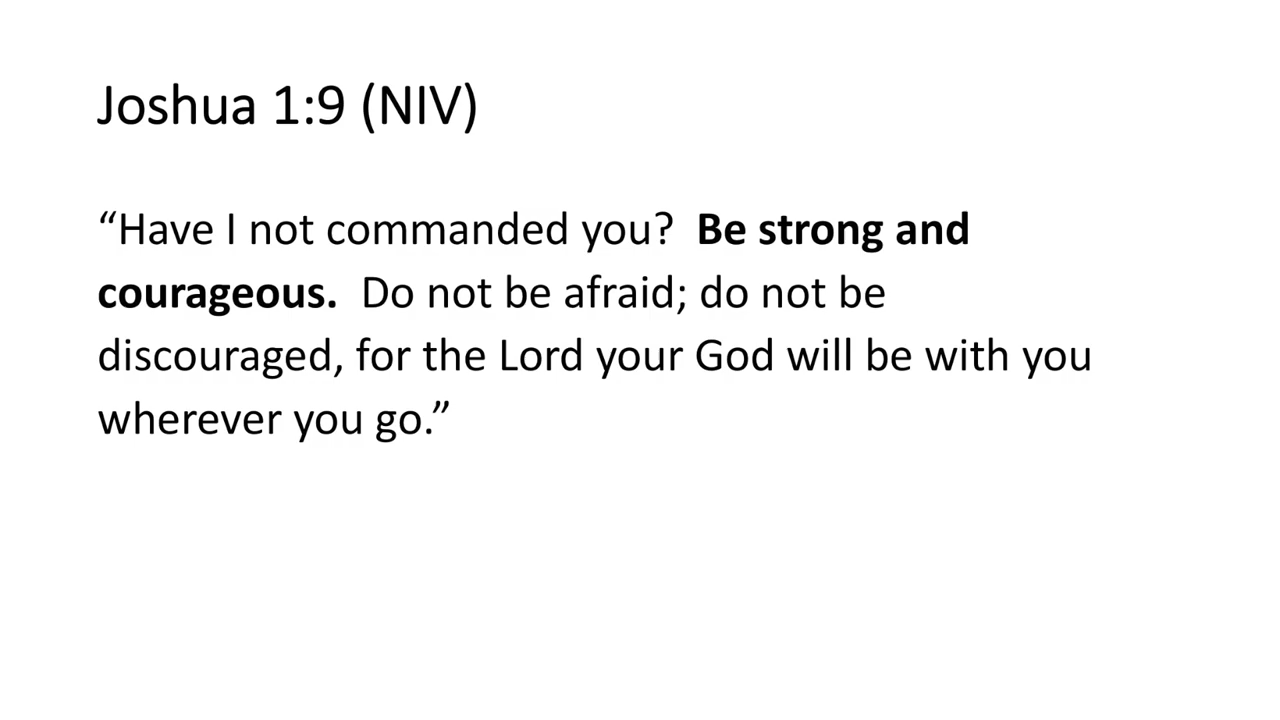 Joshua 1:9 (NIV)
“Have I not commanded you?  Be strong and
courageous.  Do not be afraid; do not be
discouraged, for the Lord your God will be with you
wherever you go.”